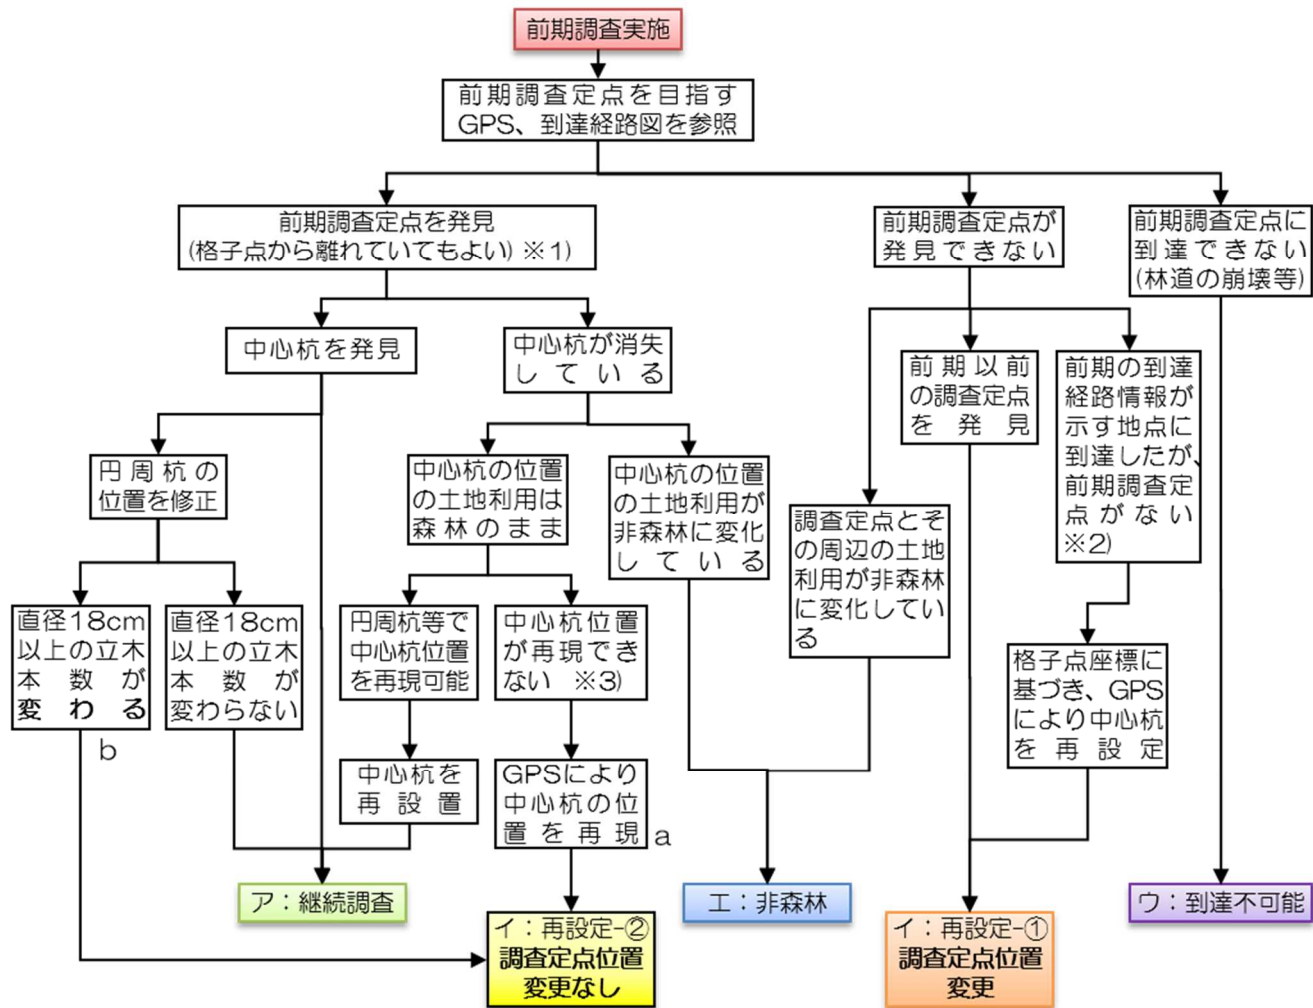 前期調査実施
前期調査定点を目指す
GPS、到達経路図を参照
前期調査定点を発見
(格子点から離れていてもよい) ※1)
前期調査定点が
発見できない
前期調査定点に
到達できない
(林道の崩壊等)
中心杭を発見
中心杭が消失
している
前期以前
の調査定点
を発見
前期の到達
経路情報が
示す地点に
到達したが、
前期調査定
点がない
※2)
円周杭の
位置を修正
中心杭の位置
の土地利用は
森林のまま
中心杭の位置
の土地利用が
非森林に変化
している
調査定点とそ
の周辺の土地
利用が非森林
に変化してい
る
直径18cm
以上の立木
本数が
変わる
b
直径18cm
以上の立木
本数が
変わらない
円周杭等で
中心杭位置
を再現可能
中心杭位置
が再現でき
ない ※3)
格子点座標に
基づき、GPS
により中心杭
を再設定
中心杭を
再設置
GPSにより
中心杭の位
置を再現
a
ア：継続調査
エ：非森林
ウ：到達不可能
イ：再設定-②
調査定点位置
変更なし
イ：再設定-①
調査定点位置
変更